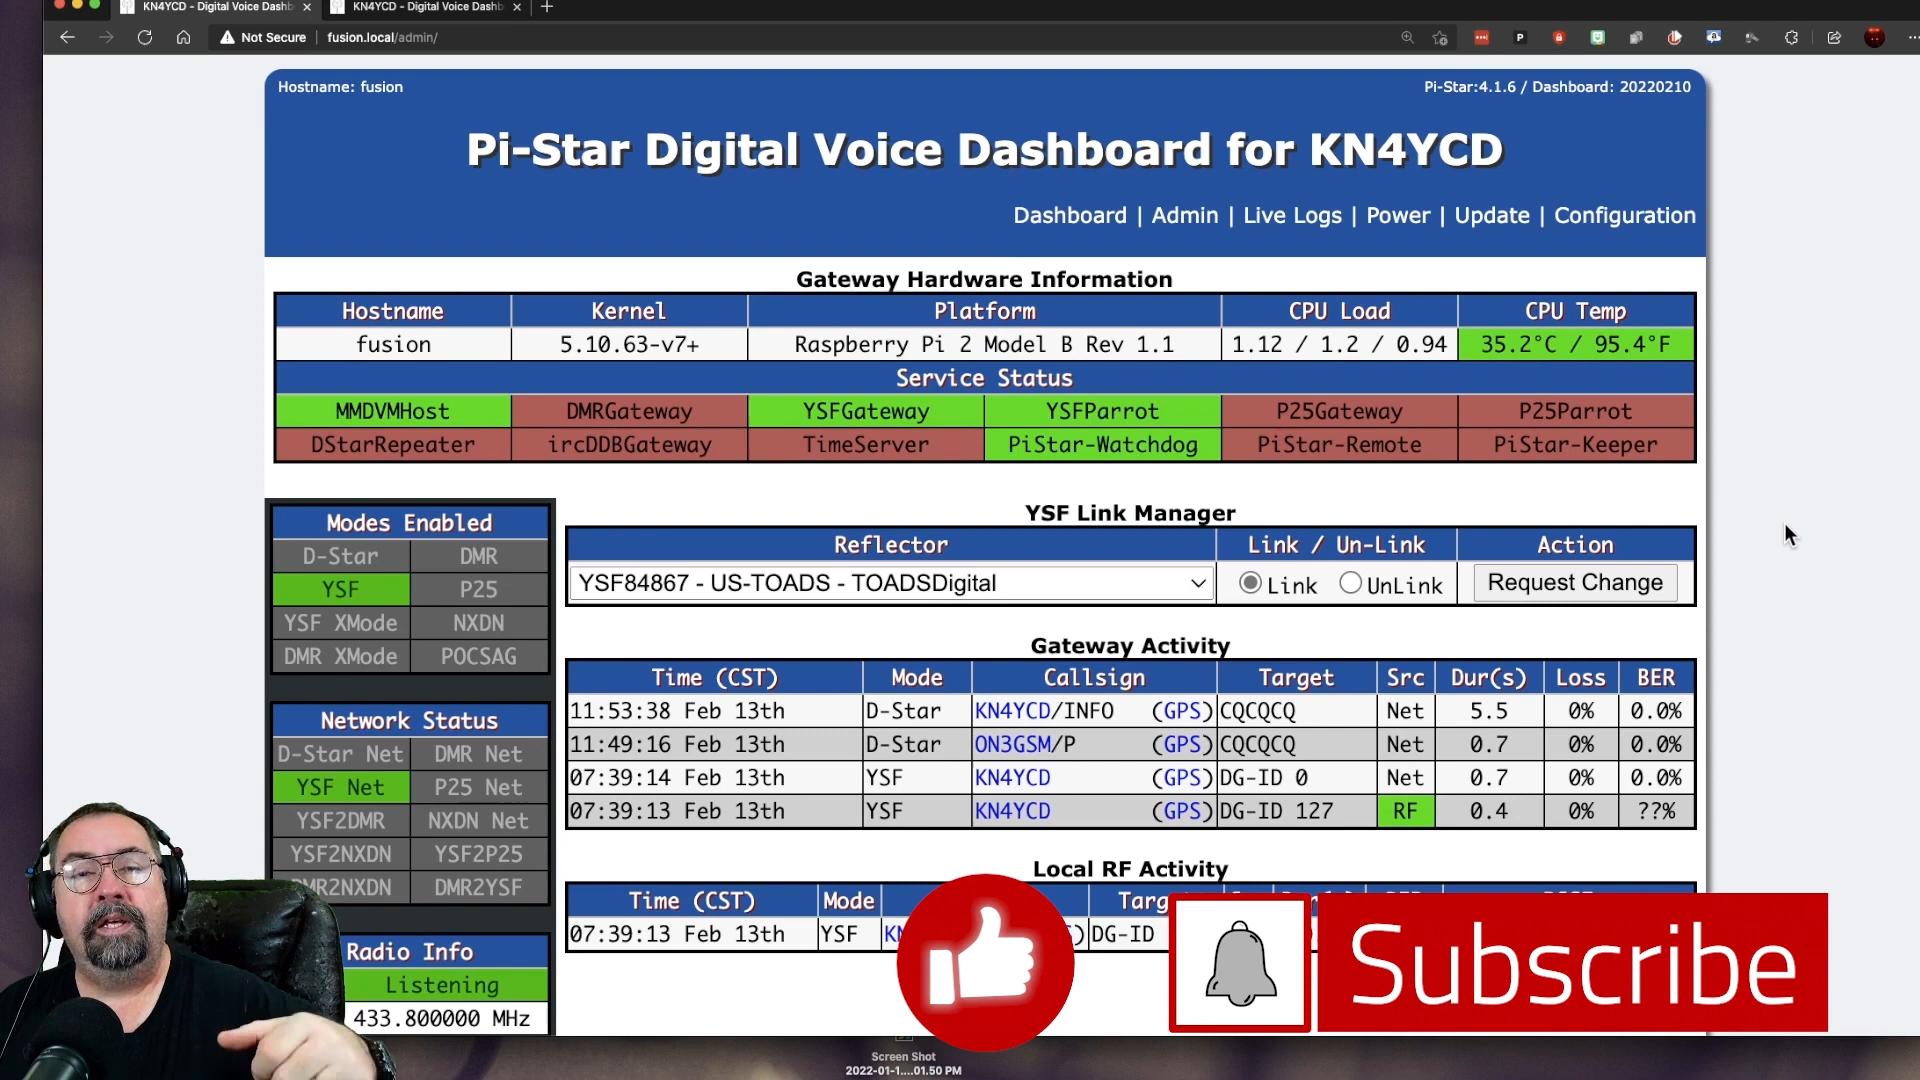 KN4YCD - Digital Voice Dashb
KN4YCD - Digital Voice Dashb
Not Secure | fusion.local/admin/
Hostname: fusion
Pi-Star:4.1.6 / Dashboard: 20220210
Pi-Star Digital Voice Dashboard for KN4YCD
Dashboard | Admin | Live Logs | Power | Update | Configuration
Gateway Hardware Information
Hostname Kernel Platform CPU Load CPU Temp
fusion 5.10.63-v7+ Raspberry Pi 2 Model B Rev 1.1 1.12 / 1.2 / 0.94 35.2°C / 95.4°F
Service Status
MMDVMHost DMRGateway YSFGateway YSFParrot P25Gateway P25Parrot
DStarRepeater ircDDBGateway TimeServer PiStar-Watchdog PiStar-Remote PiStar-Keeper
Modes Enabled
D-Star DMR
YSF P25
YSF XMode NXDN
DMR XMode POCSAG
Network Status
D-Star Net DMR Net
YSF Net P25 Net
YSF2DMR NXDN Net
YSF2NXDN YSF2P25
DMR2NXDN DMR2YSF
Radio Info
Listening
433.800000 MHz
YSF Link Manager
Reflector Link / Un-Link Action
YSF84867 - US-TOADS - TOADSDigital Link UnLink Request Change
Gateway Activity
Time (CST) Mode Callsign Target Src Dur(s) Loss BER
11:53:38 Feb 13th D-Star KN4YCD/INFO (GPS) CQCQCQ Net 5.5 0% 0.0%
11:49:16 Feb 13th D-Star ON3GSM/P (GPS) CQCQCQ Net 0.7 0% 0.0%
07:39:14 Feb 13th YSF KN4YCD (GPS) DG-ID 0 Net 0.7 0% 0.0%
07:39:13 Feb 13th YSF KN4YCD (GPS) DG-ID 127 RF 0.4 0% ??%
Local RF Activity
Time (CST) Mode Targ
07:39:13 Feb 13th YSF KN DG-ID
Subscribe
Screen Shot
2022-01-1....01.50 PM